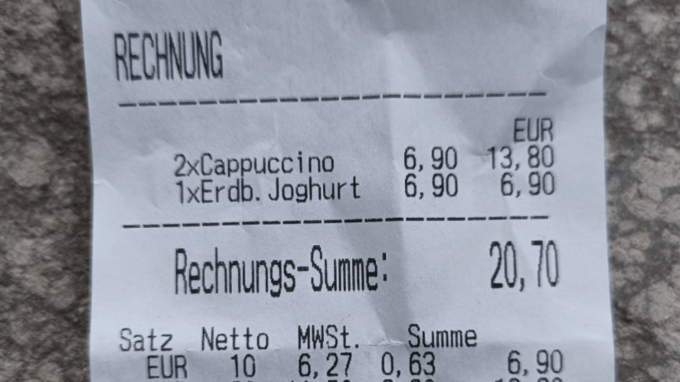 RECHNUNG
EUR
2xCappuccino 6,90 13,80
1xErdb. Joghurt 6,90 6,90
Rechnungs-Summe: 20,70
Satz Netto MWSt. Summe
EUR 10 6,27 0,63 6,90